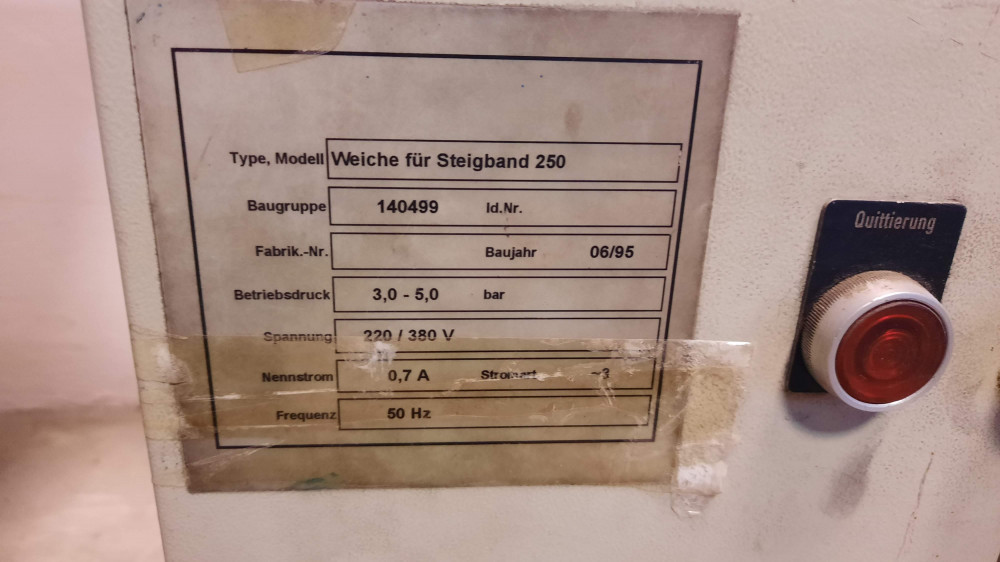 Type, Modell Weiche für Steigband 250
Baugruppe 140499 Id.Nr.
Fabrik.-Nr. Baujahr 06/95
Betriebsdruck 3,0 - 5,0 bar
Spannung 220 / 380 V
Nennstrom 0,7 A Stromart ~3
Frequenz 50 Hz
Quittierung